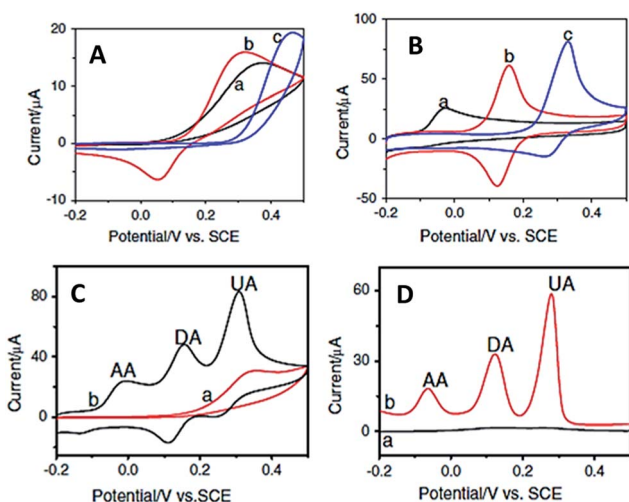 A
a
b
c
Current/µA
20
10
0
-10
-0.2
0.0
0.2
0.4
Potential/V vs. SCE
B
a
b
c
Current/µA
100
50
0
-50
-0.2
0.0
0.2
0.4
Potential/V vs. SCE
C
AA
DA
UA
a
b
Current/µA
80
40
0
-0.2
0.0
0.2
0.4
Potential/V vs.SCE
D
AA
DA
UA
b
a
Current/µA
60
30
0
-0.2
0.0
0.2
0.4
Potential/V vs.SCE